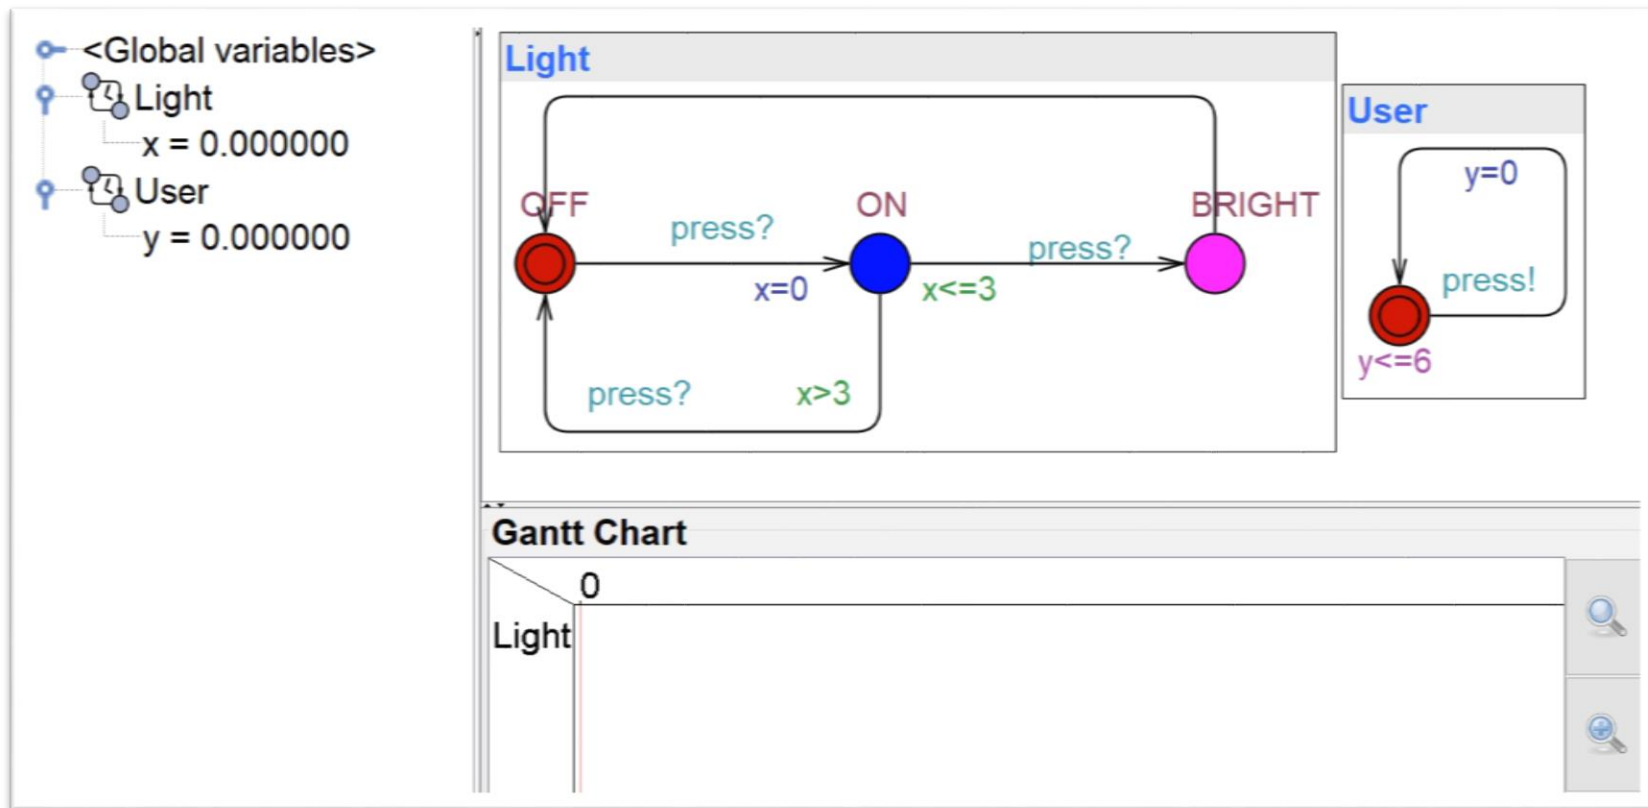 <Global variables>
Light
x = 0.000000
User
y = 0.000000
Light
OFF
press?
x=0
ON
x<=3
press?
BRIGHT
press?
x>3
User
y=0
press!
y<=6
Gantt Chart
0
Light